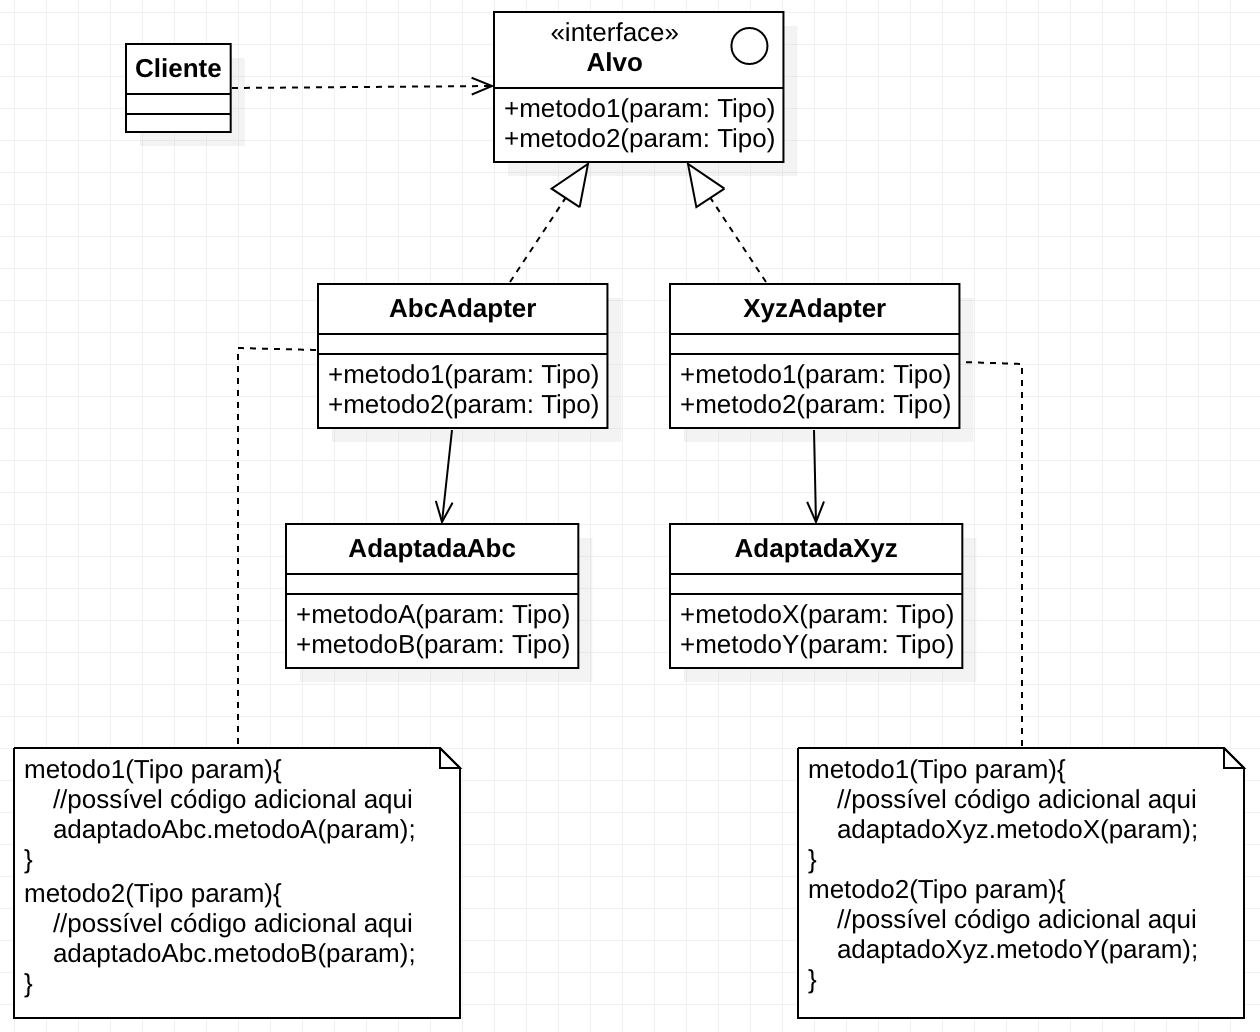 Cliente
«interface»
Alvo
+metodo1(param: Tipo)
+metodo2(param: Tipo)
AbcAdapter
+metodo1(param: Tipo)
+metodo2(param: Tipo)
XyzAdapter
+metodo1(param: Tipo)
+metodo2(param: Tipo)
AdaptadaAbc
+metodoA(param: Tipo)
+metodoB(param: Tipo)
AdaptadaXyz
+metodoX(param: Tipo)
+metodoY(param: Tipo)
metodo1(Tipo param){
    //possível código adicional aqui
    adaptadoAbc.metodoA(param);
}
metodo2(Tipo param){
    //possível código adicional aqui
    adaptadoAbc.metodoB(param);
}
metodo1(Tipo param){
    //possível código adicional aqui
    adaptadoXyz.metodoX(param);
}
metodo2(Tipo param){
    //possível código adicional aqui
    adaptadoXyz.metodoY(param);
}